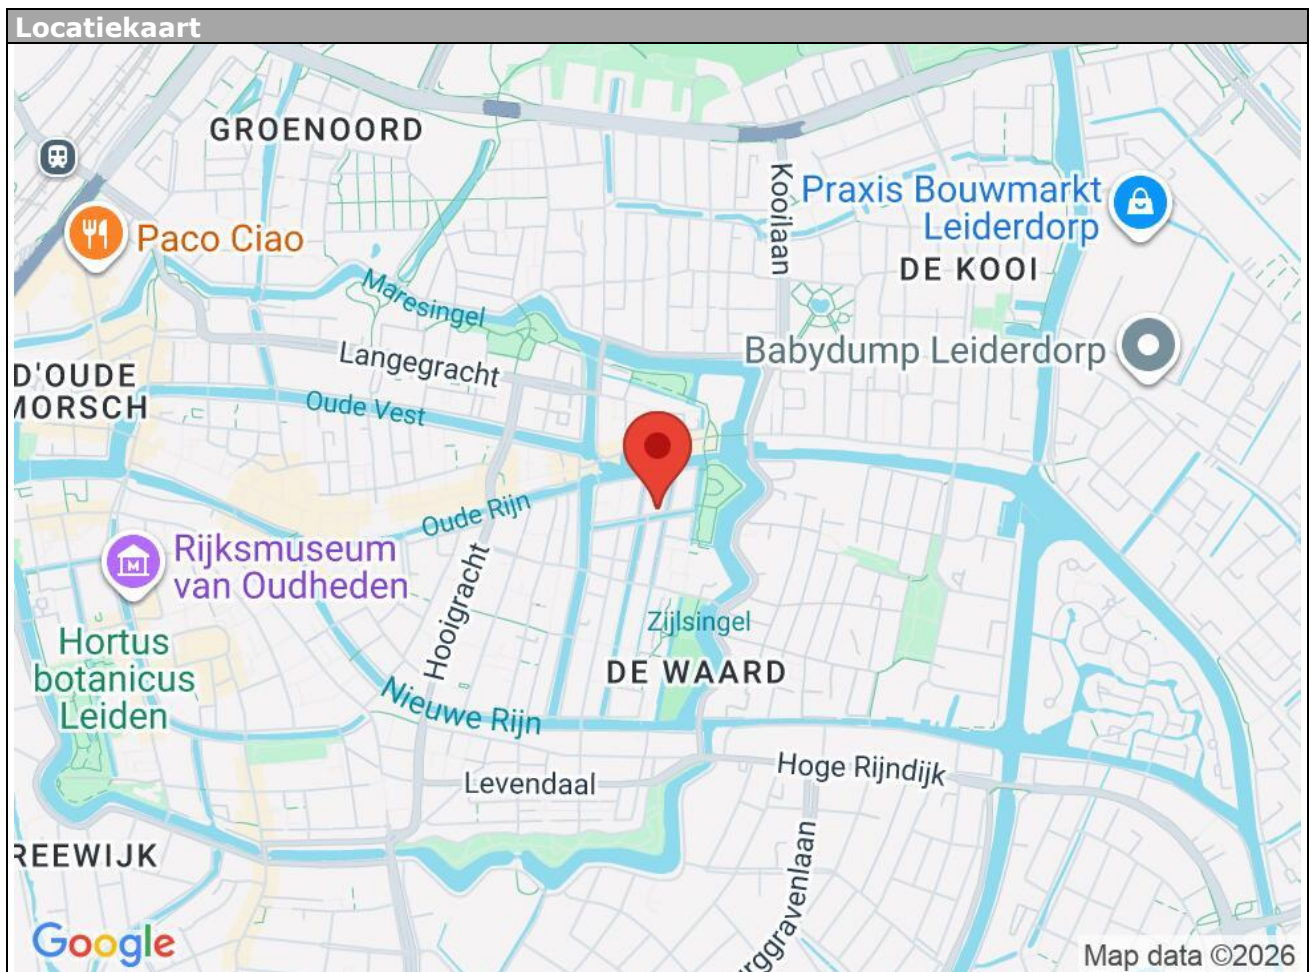 Locatiekaart
GROENOORD
Kooilaan
Praxis Bouwmarkt
Leiderdorp
Paco Ciao
DE KOOI
Maresingel
Langegracht
Babydump Leiderdorp
D'OUDE
MORSCH
Oude Vest
Oude Rijn
Rijksmuseum
van Oudheden
Hooigracht
Zijlsingel
Hortus
botanicus
Leiden
DE WAARD
Nieuwe Rijn
Levendaal
Hoge Rijndijk
REEWIJK
rggravenlaan
Google
Map data ©2026